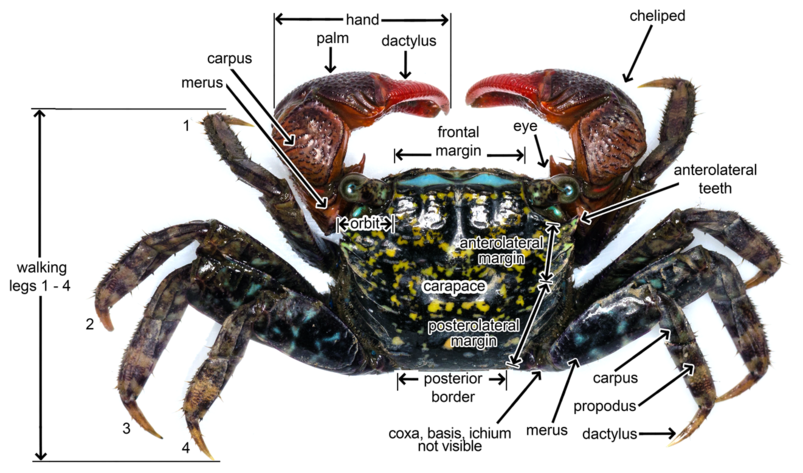 hand
cheliped
palm
dactylus
carpus
merus
1
frontal
margin
eye
anterolateral
teeth
orbit
anterolateral
margin
walking
legs 1 - 4
carapace
posterolateral
margin
2
posterior
border
carpus
propodus
3
4
coxa, basis, ichium
not visible
merus
dactylus